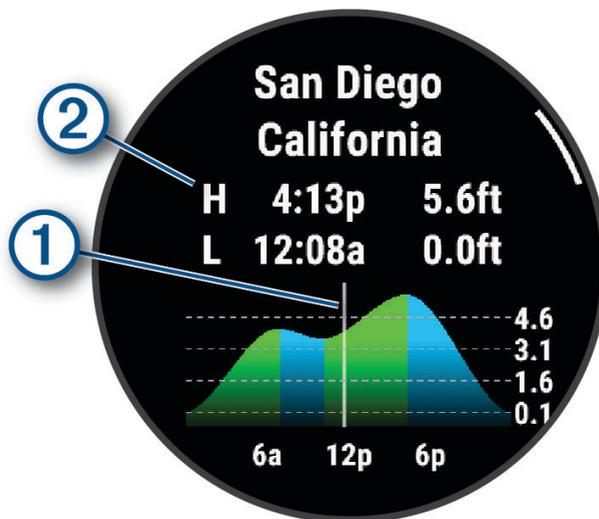 San Diego
California
2
H 4:13p 5.6ft
L 12:08a 0.0ft
1
4.6
3.1
1.6
0.1
6a 12p 6p